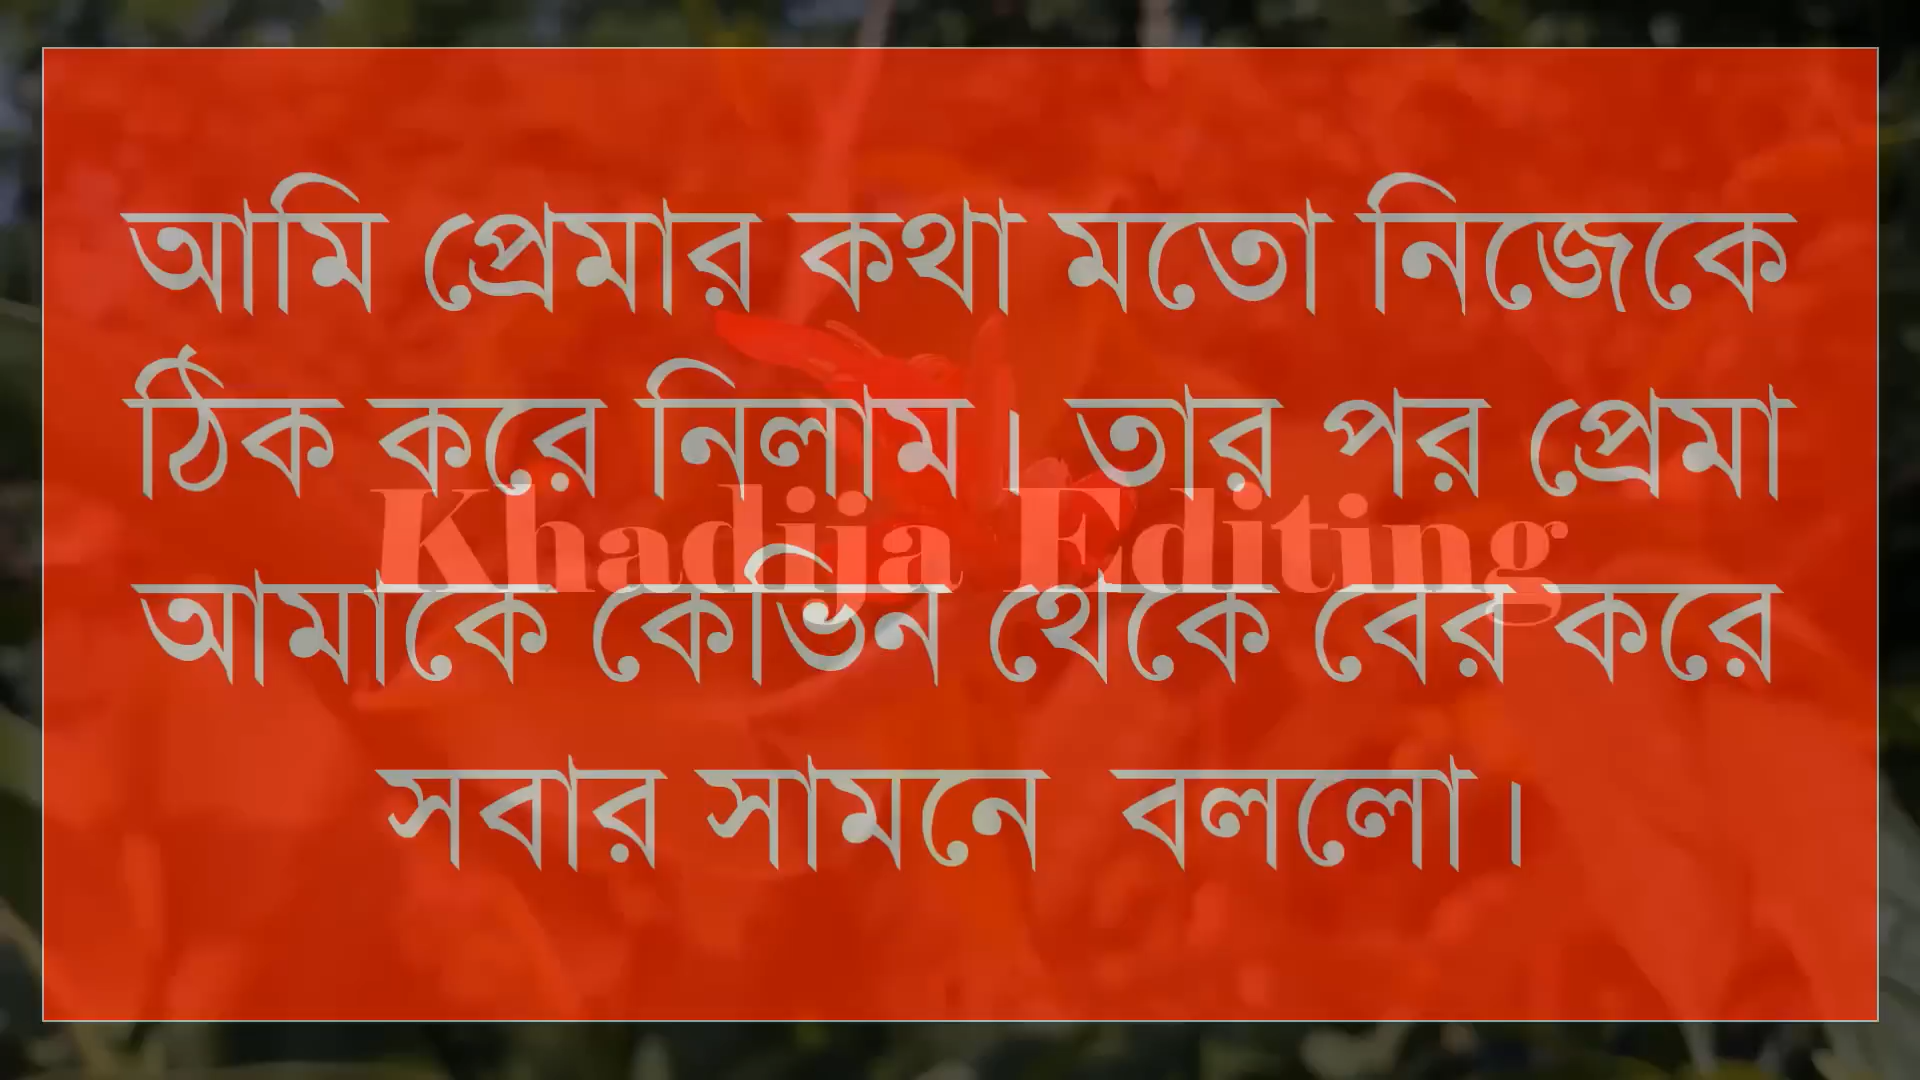 আমি প্রেমার কথা মতো নিজেকে
ঠিক করে নিলাম। তার পর প্রেমা
Khadija Editing
আমাকে কেভিন থেকে বের করে
সবার সামনে বললো।